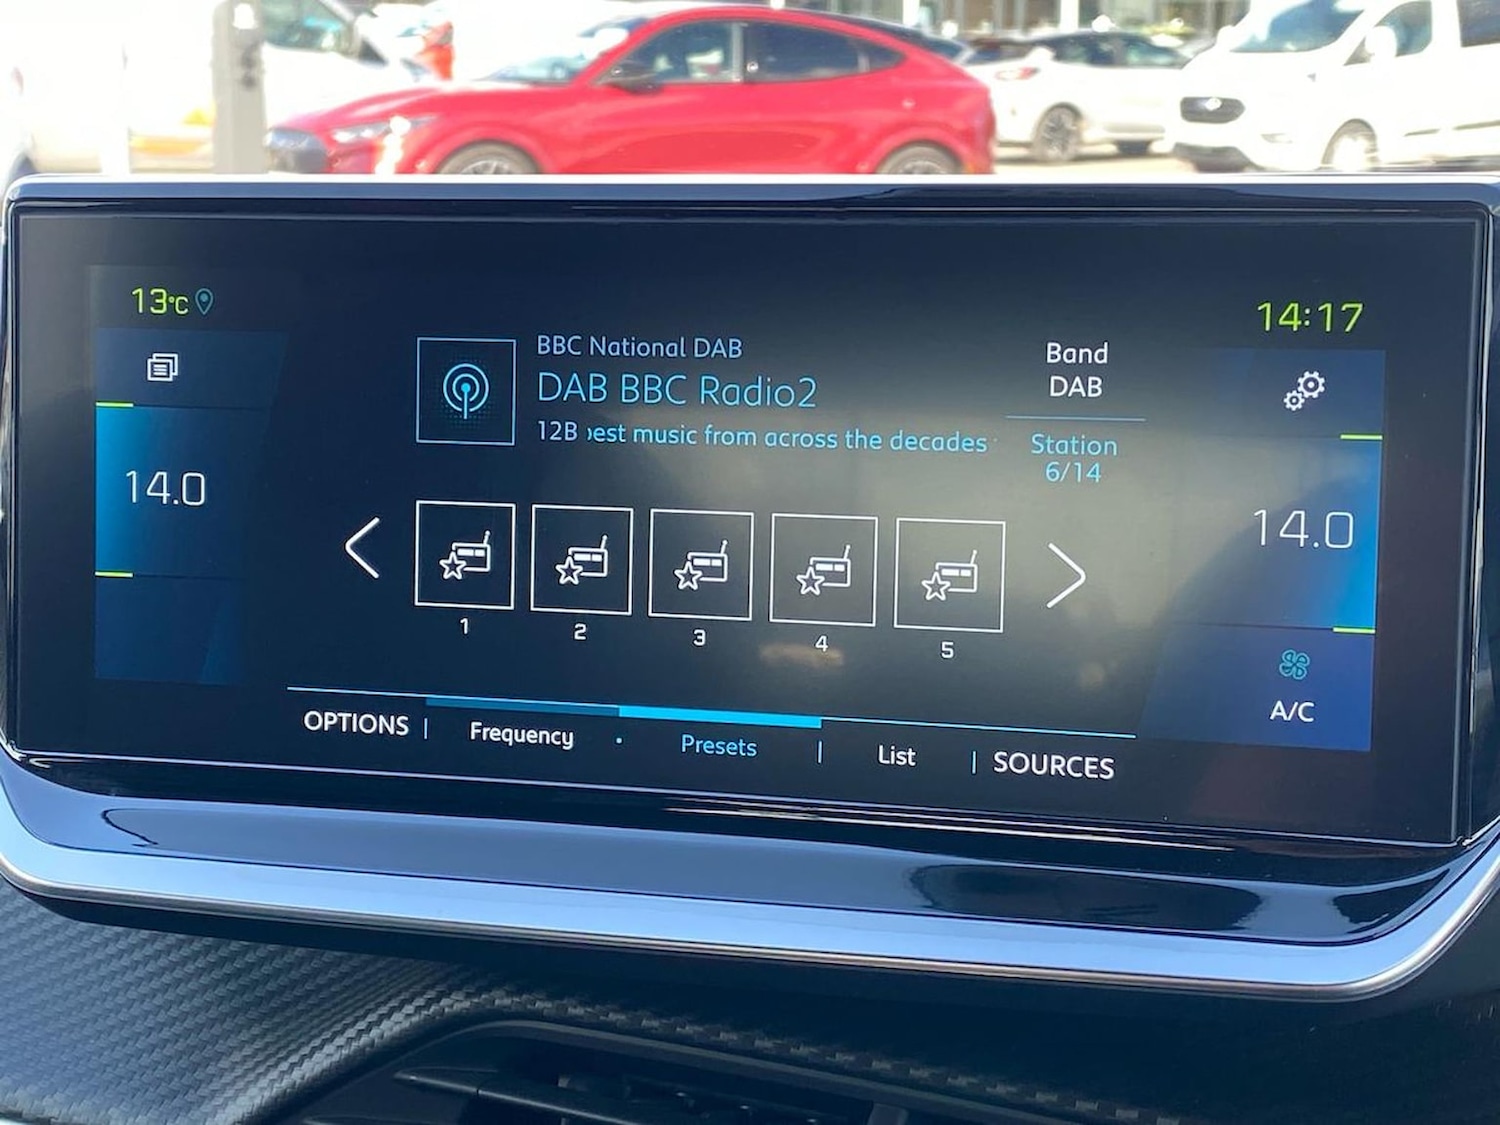 13°C
14:17
BBC National DAB
DAB BBC Radio2
12B est music from across the decades
Band
DAB
Station
6/14
14.0
14.0
1
2
3
4
5
A/C
OPTIONS | Frequency · Presets | List | SOURCES